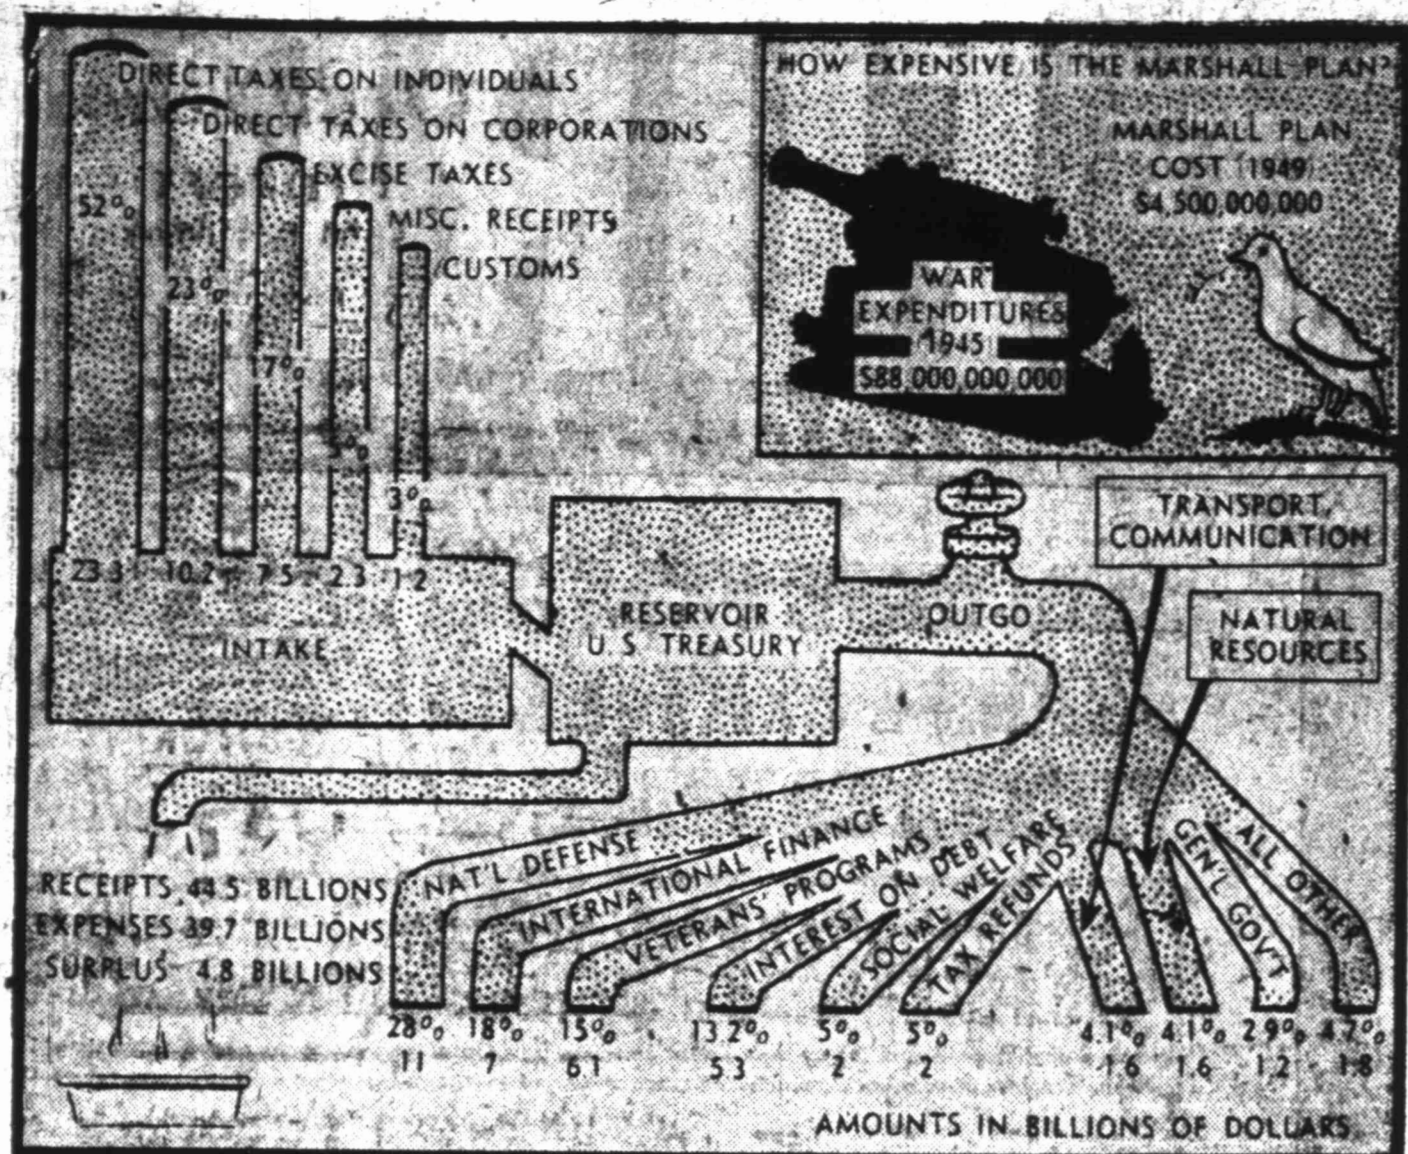 DIRECT TAXES ON INDIVIDUALS
DIRECT TAXES ON CORPORATIONS
EXCISE TAXES
MISC. RECEIPTS
CUSTOMS
52%
23%
17%
5%
3%
23.3
10.2
7.5
2.3
1.2
INTAKE
HOW EXPENSIVE IS THE MARSHALL PLAN?
MARSHALL PLAN
COST (1949)
$4,500,000,000
WAR
EXPENDITURES
1945
$88,000,000,000
RESERVOIR
U S TREASURY
OUTGO
TRANSPORT,
COMMUNICATION
NATURAL
RESOURCES
RECEIPTS 44.5 BILLIONS
EXPENSES 39.7 BILLIONS
SURPLUS 4.8 BILLIONS
NAT'L DEFENSE
INTERNATIONAL FINANCE
VETERANS' PROGRAMS
INTEREST ON DEBT
SOCIAL WELFARE
TAX REFUNDS
GEN'L GOV'T
ALL OTHER
28% 18% 15% 13.2% 5% 5% 4.1% 4.1% 2.9% 4.7%
11 7 6.1 5.3 2 2 1.6 1.6 1.2 1.8
AMOUNTS IN BILLIONS OF DOLLARS